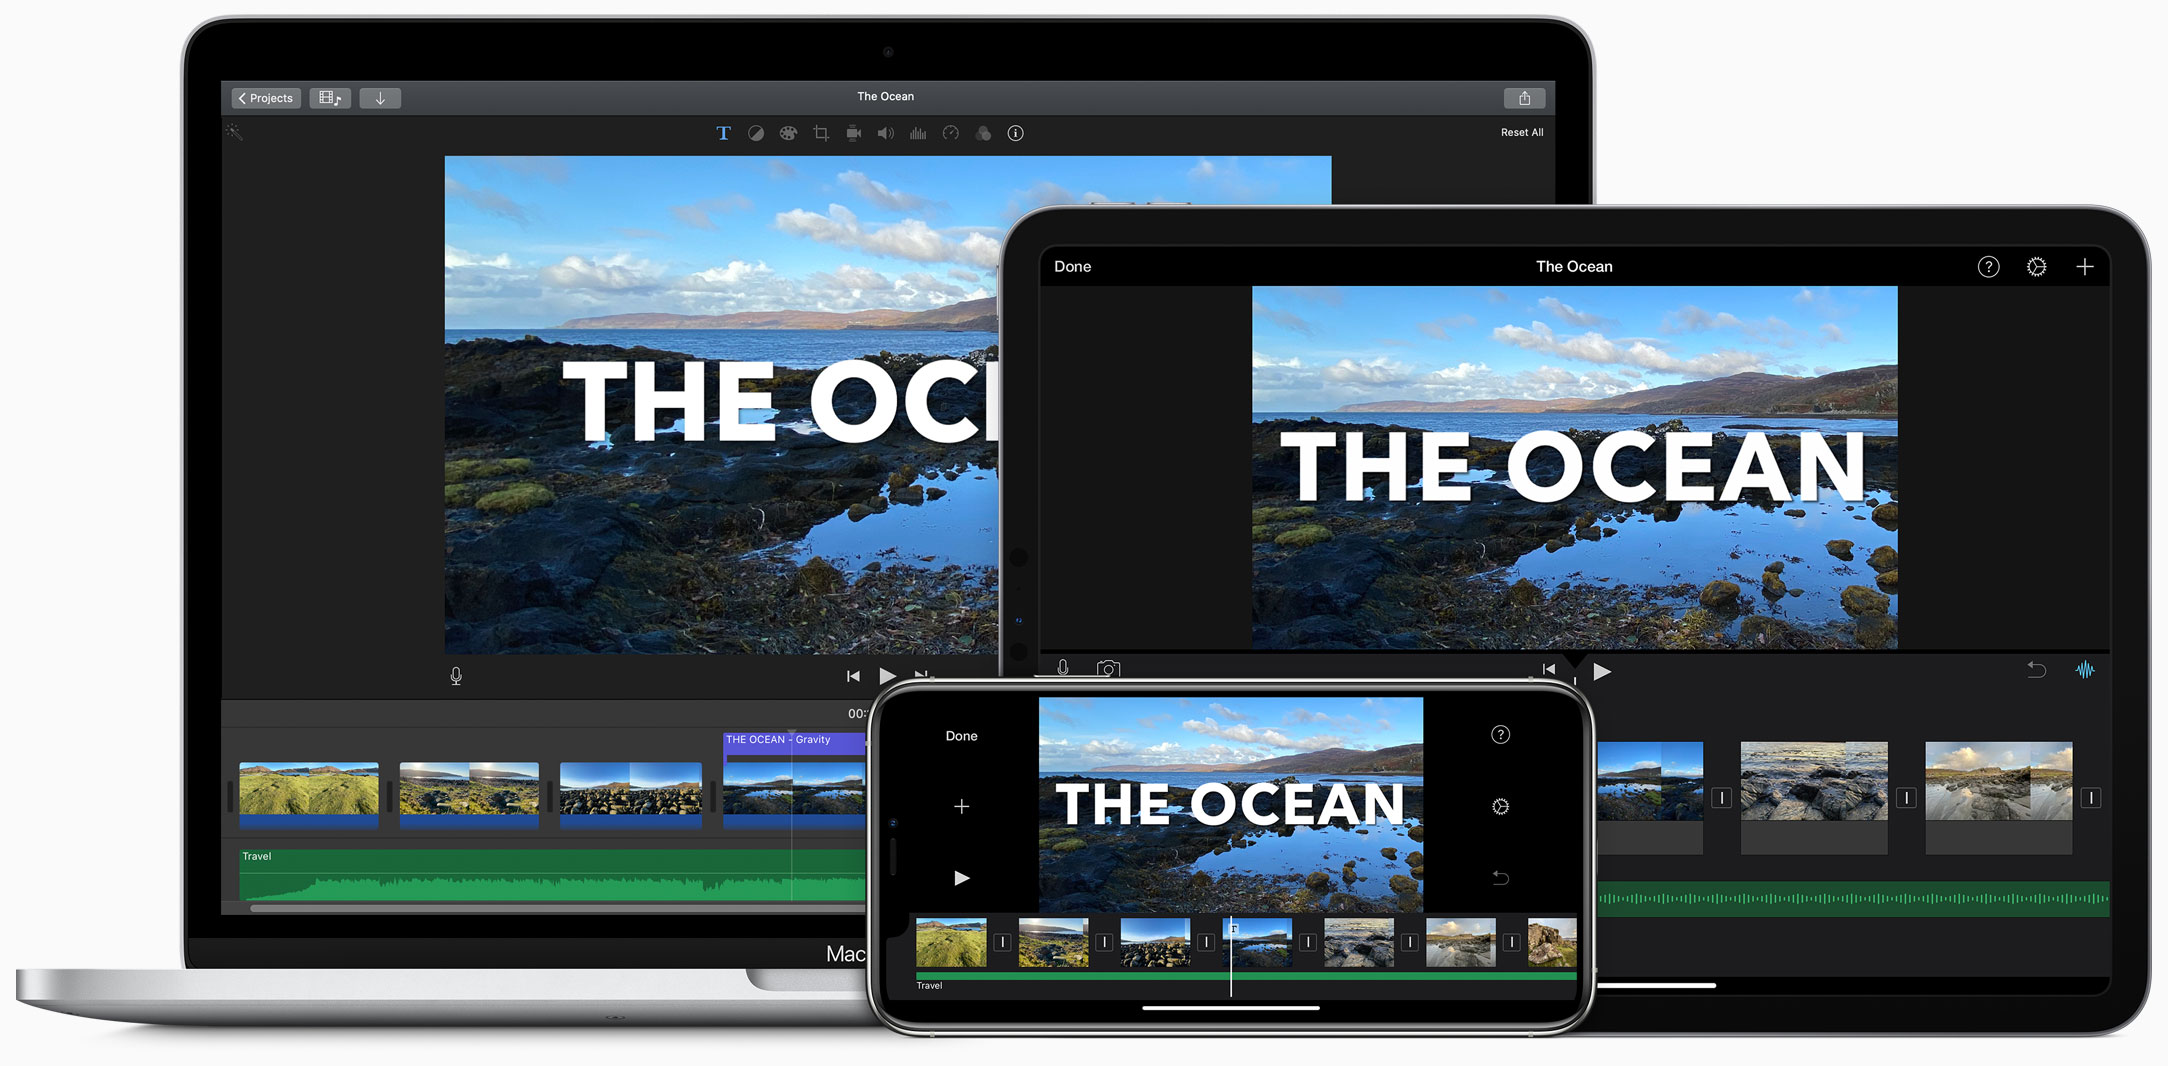 Projects
The Ocean
T
Reset All
THE OC
00:
THE OCEAN - Gravity
Travel
Mac
Done
The Ocean
?
THE OCEAN
Done
?
THE OCEAN
T
Travel